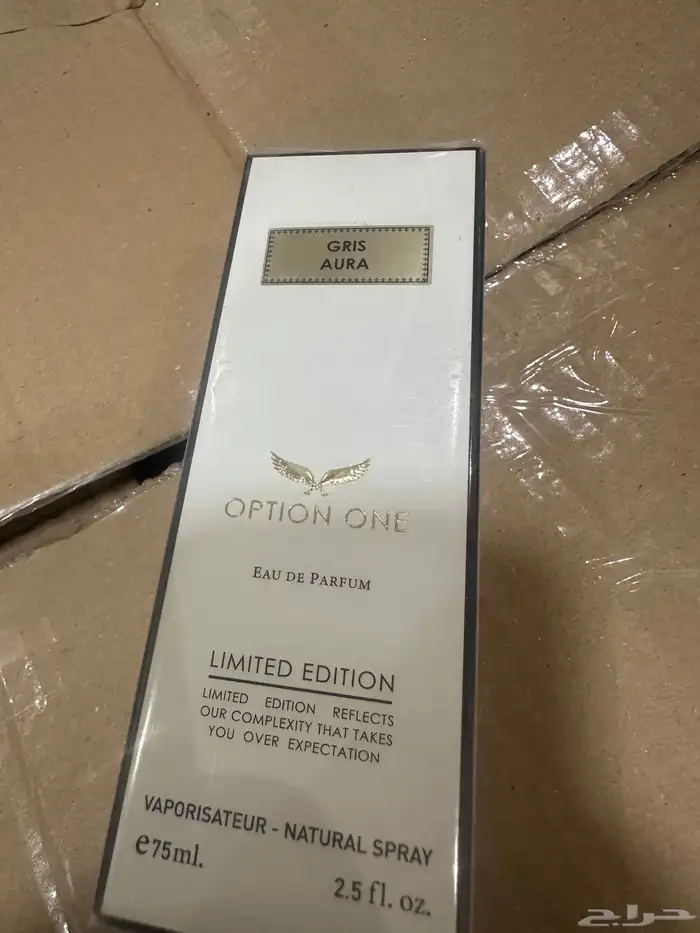 GRIS
AURA
OPTION ONE
EAU DE PARFUM
LIMITED EDITION
LIMITED EDITION REFLECTS
OUR COMPLEXITY THAT TAKES
YOU OVER EXPECTATION
VAPORISATEUR - NATURAL SPRAY
e75ml.
2.5 fl. oz.
حراج